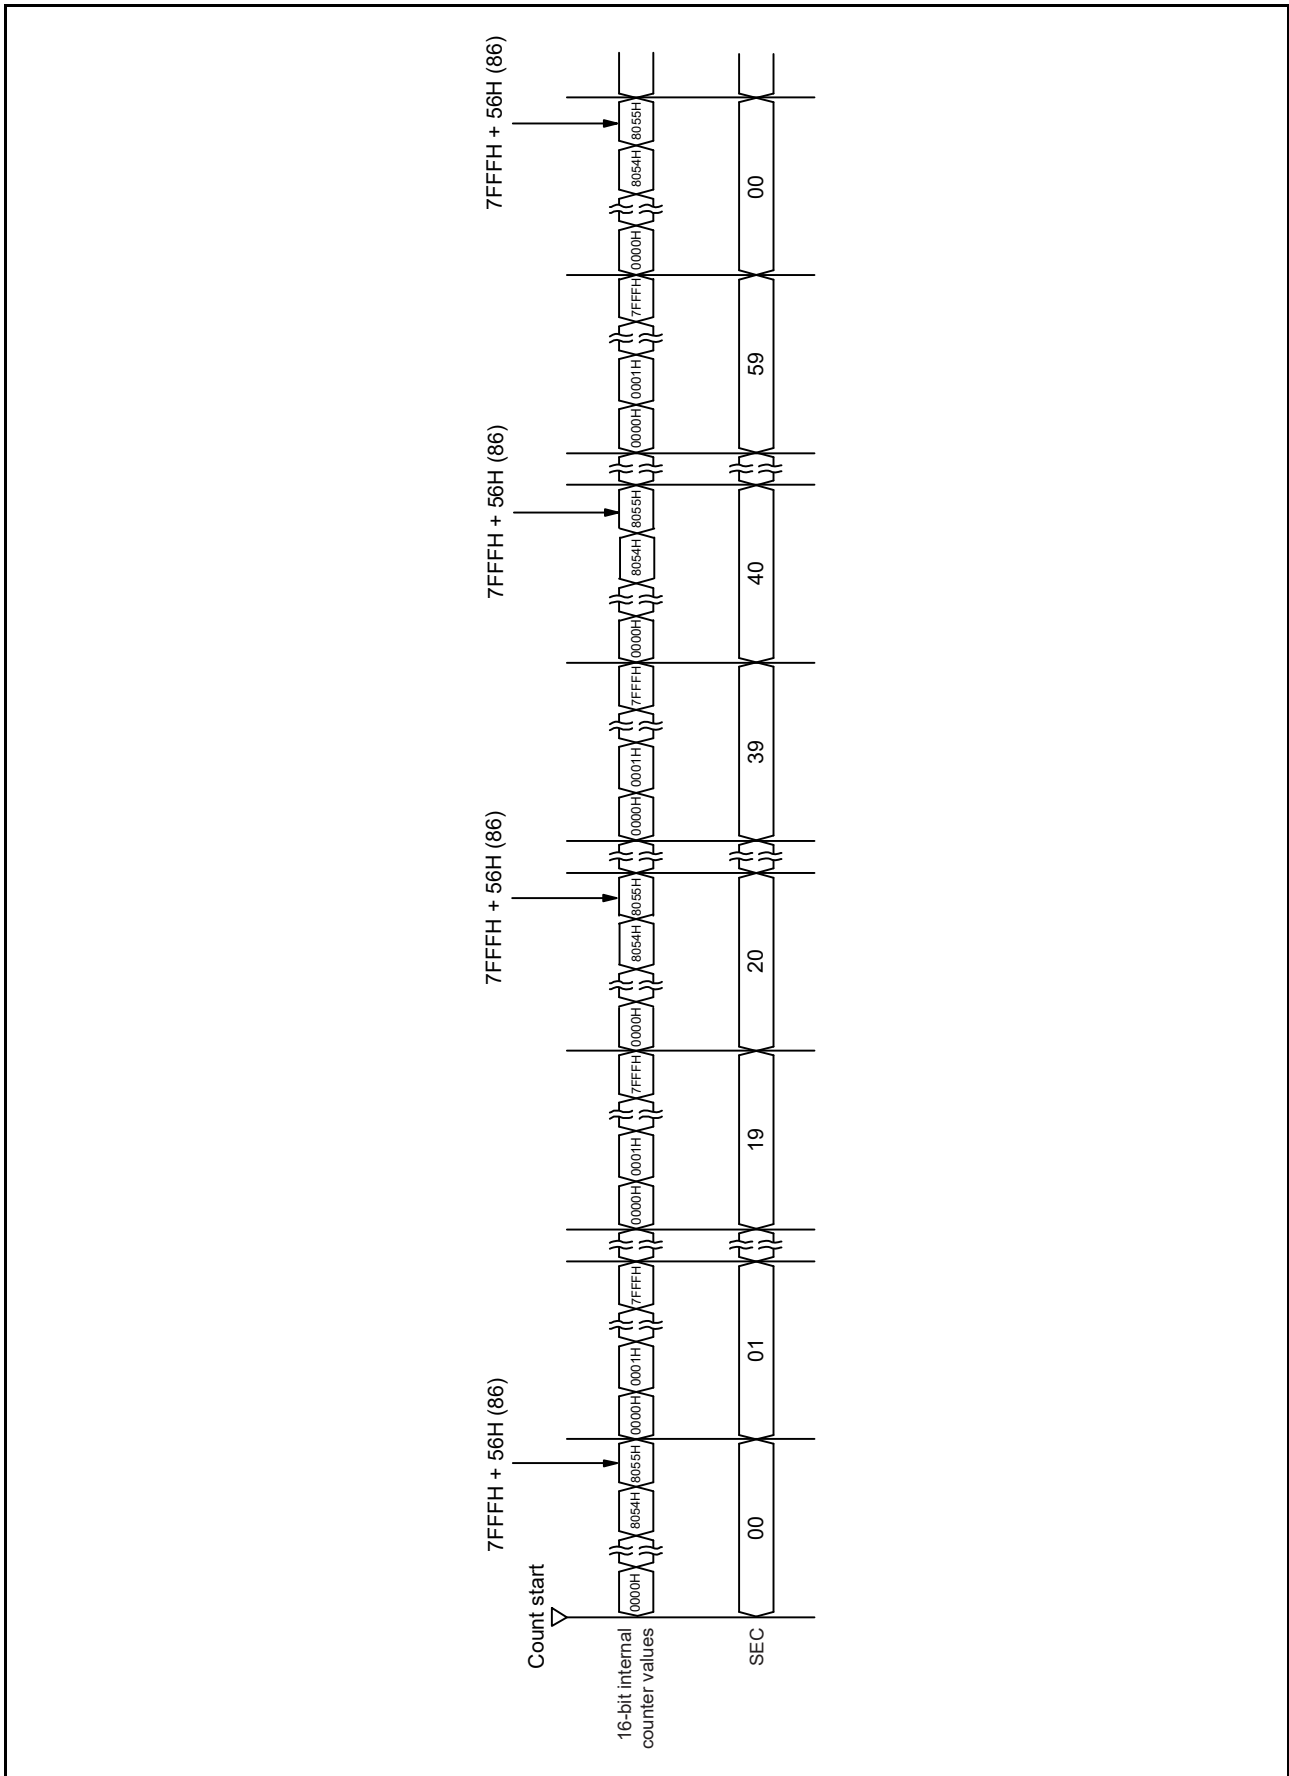 7FFFH + 56H (86)
7FFFH + 56H (86)
7FFFH + 56H (86)
7FFFH + 56H (86)
Count start
16-bit internal
counter values
0000H
8054H
8055H
0000H
0001H
7FFFH
0000H
0001H
7FFFH
0000H
8054H
8055H
0000H
0001H
7FFFH
0000H
8054H
8055H
0000H
0001H
7FFFH
0000H
8054H
8055H
SEC
00
01
19
20
39
40
59
00